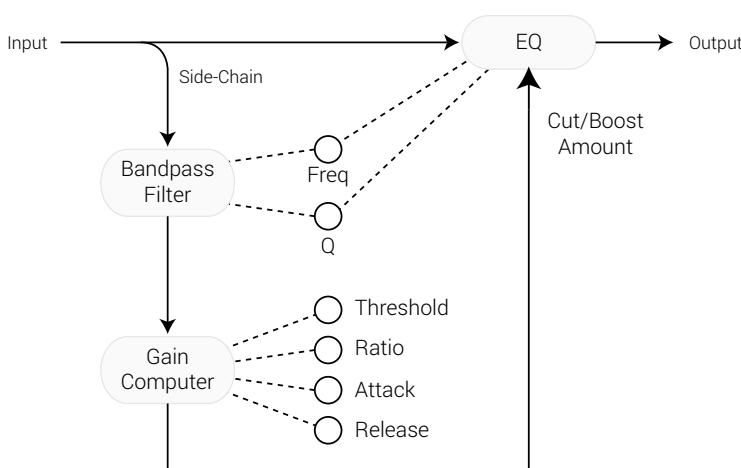 Input
EQ
Output
Side-Chain
Cut/Boost
Amount
Bandpass
Filter
Freq
Q
Threshold
Gain
Computer
Ratio
Attack
Release